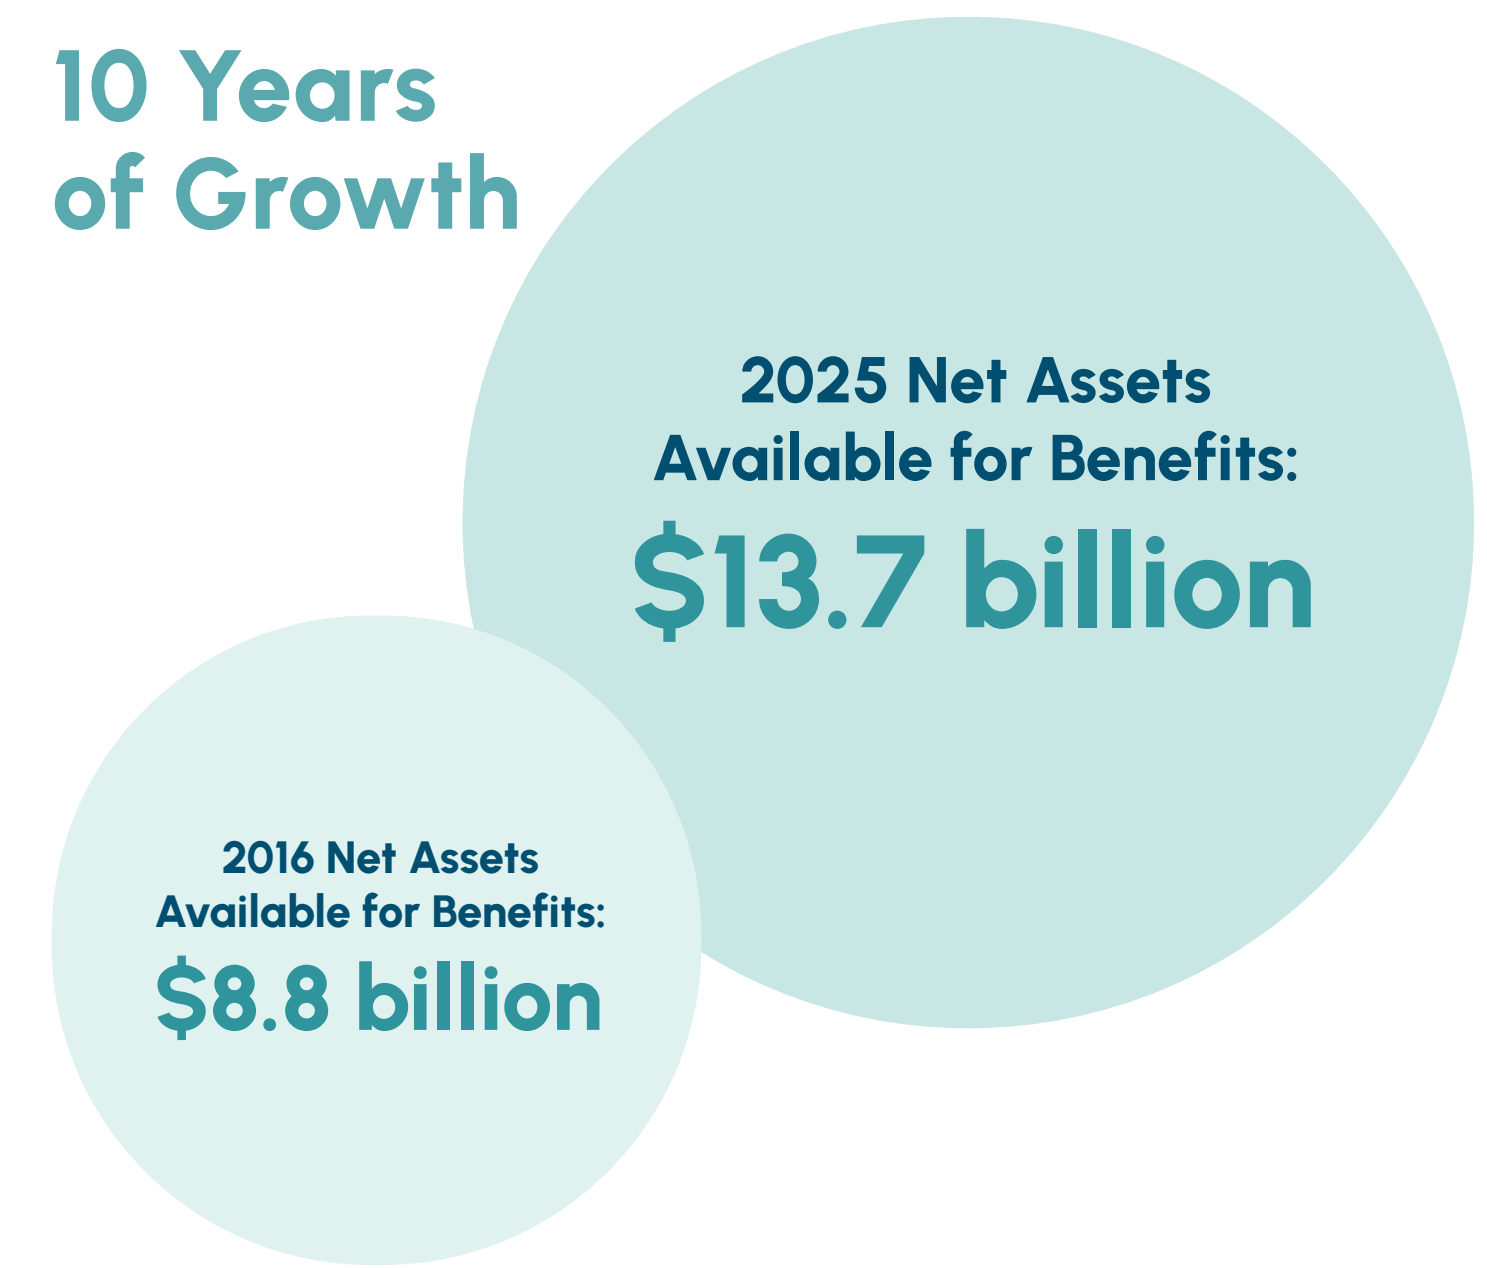 10 Years
of Growth
2025 Net Assets
Available for Benefits:
$13.7 billion
2016 Net Assets
Available for Benefits:
$8.8 billion